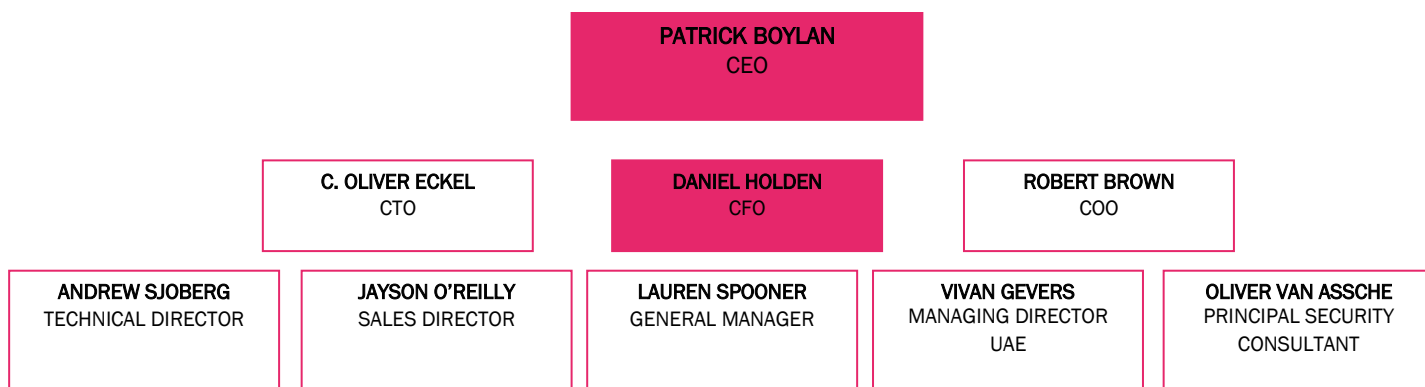 PATRICK BOYLAN
CEO
C. OLIVER ECKEL
CTO
DANIEL HOLDEN
CFO
ROBERT BROWN
COO
ANDREW SJOBERG
TECHNICAL DIRECTOR
JAYSON O’REILLY
SALES DIRECTOR
LAUREN SPOONER
GENERAL MANAGER
VIVAN GEVERS
MANAGING DIRECTOR
UAE
OLIVER VAN ASSCHE
PRINCIPAL SECURITY
CONSULTANT